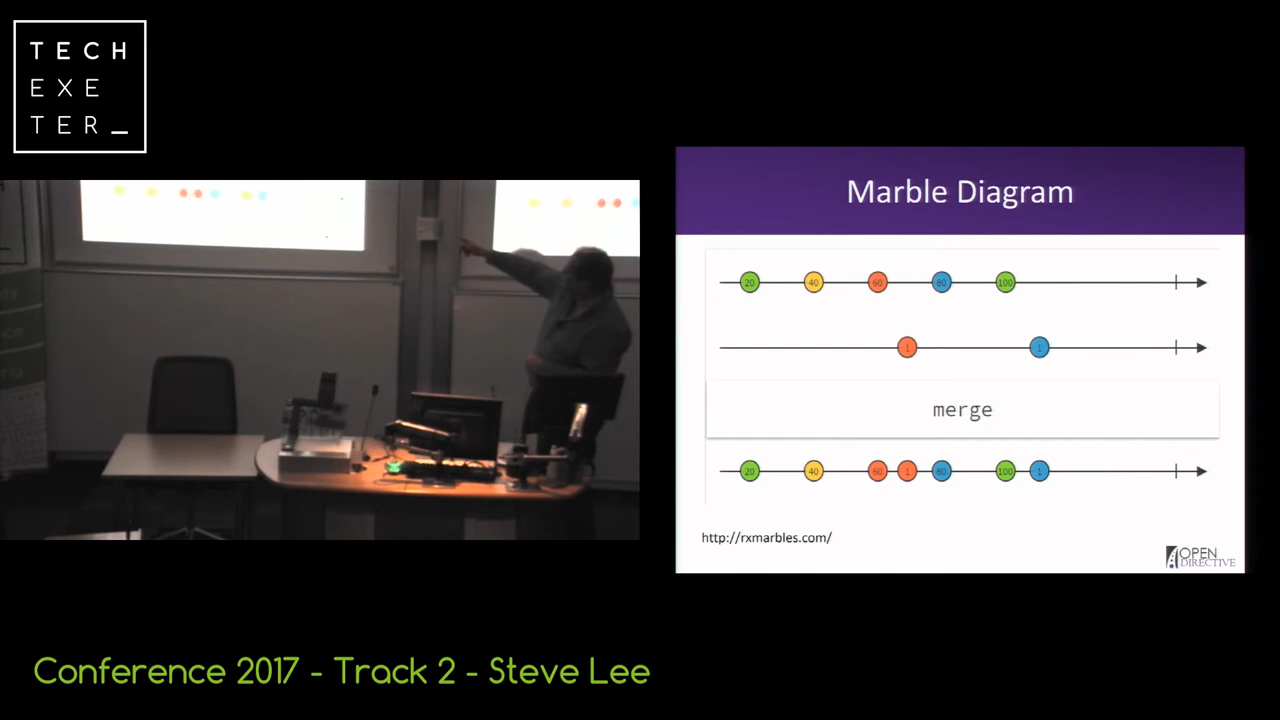 TECH
EXE
TER_
Marble Diagram
20 40 60 80 100
1 1
merge
20 40 60 1 80 100 1
http://rxmarbles.com/
OPEN
DIRECTIVE
Conference 2017 - Track 2 - Steve Lee